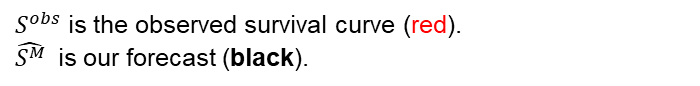 S^obs is the observed survival curve (red).
Ŝ^M is our forecast (black).